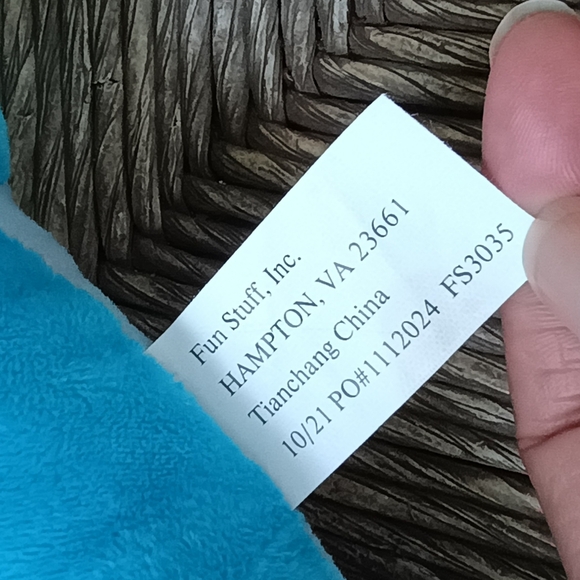 Fun Stuff, Inc.
HAMPTON, VA 23661
Tianchang China
10/21 PO#1112024 FS3035